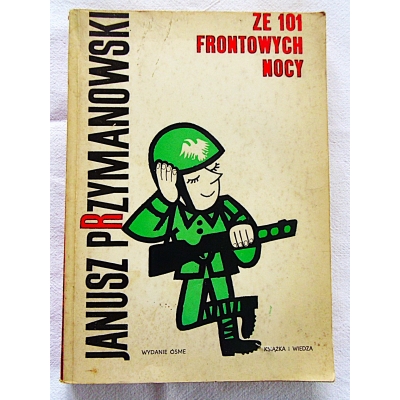 JANUSZ PRZYMANOWSKI
ZE 101
FRONTOWYCH
NOCY
WYDANIE ÓSME
KSIĄŻKA I WIEDZA